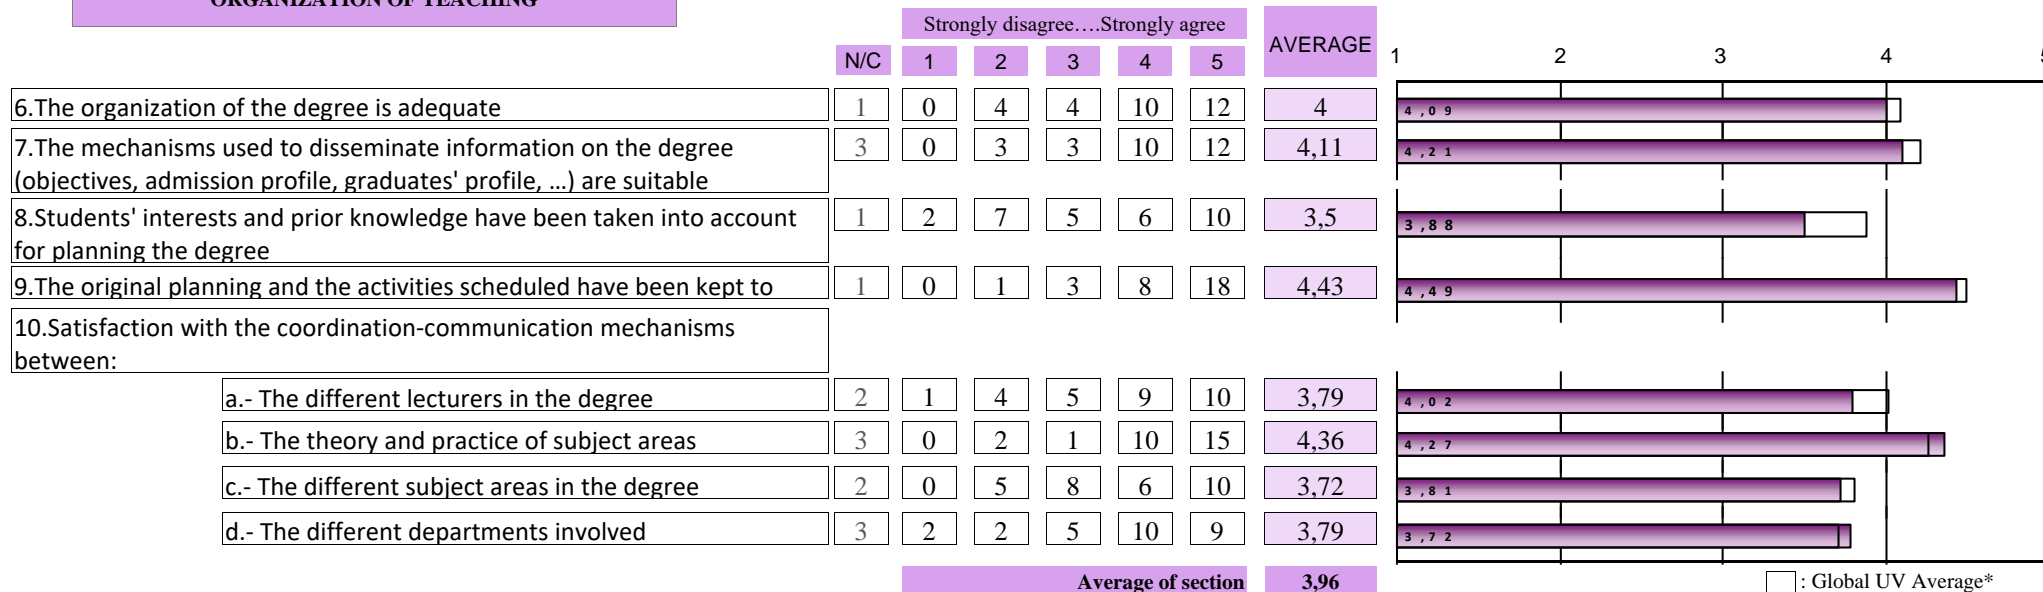 ORGANIZATION OF TEACHING
Strongly disagree….Strongly agree
AVERAGE
N/C 1 2 3 4 5
1 2 3 4 5
6.The organization of the degree is adequate 1 0 4 4 10 12 4 4,09
7.The mechanisms used to disseminate information on the degree 3 0 3 3 10 12 4,11 4,21
(objectives, admission profile, graduates' profile, ...) are suitable
8.Students' interests and prior knowledge have been taken into account 1 2 7 5 6 10 3,5 3,88
for planning the degree
9.The original planning and the activities scheduled have been kept to 1 0 1 3 8 18 4,43 4,49
10.Satisfaction with the coordination-communication mechanisms
between:
a.- The different lecturers in the degree 2 1 4 5 9 10 3,79 4,02
b.- The theory and practice of subject areas 3 0 2 1 10 15 4,36 4,27
c.- The different subject areas in the degree 2 0 5 8 6 10 3,72 3,81
d.- The different departments involved 3 2 2 5 10 9 3,79 3,72
Average of section 3,96
: Global UV Average*